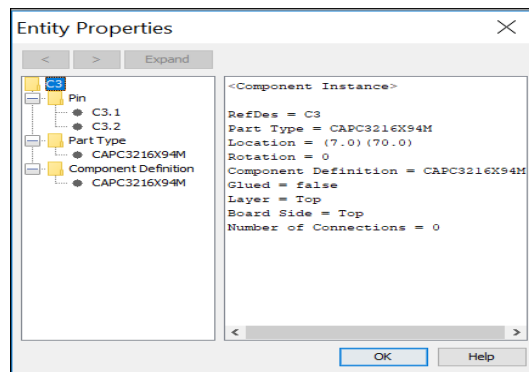 Entity Properties
< > Expand
C3
Pin
C3.1
C3.2
Part Type
CAPC3216X94M
Component Definition
CAPC3216X94M
<Component Instance>
RefDes = C3
Part Type = CAPC3216X94M
Location = (7.0)(70.0)
Rotation = 0
Component Definition = CAPC3216X94M
Glued = false
Layer = Top
Board Side = Top
Number of Connections = 0
OK Help